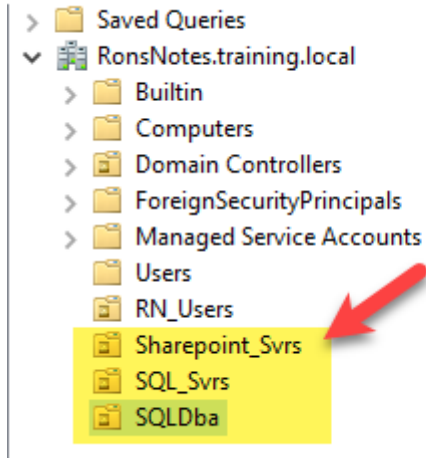 Saved Queries
RonsNotes.training.local
Builtin
Computers
Domain Controllers
ForeignSecurityPrincipals
Managed Service Accounts
Users
RN_Users
Sharepoint_Svrs
SQL_Svrs
SQLDba